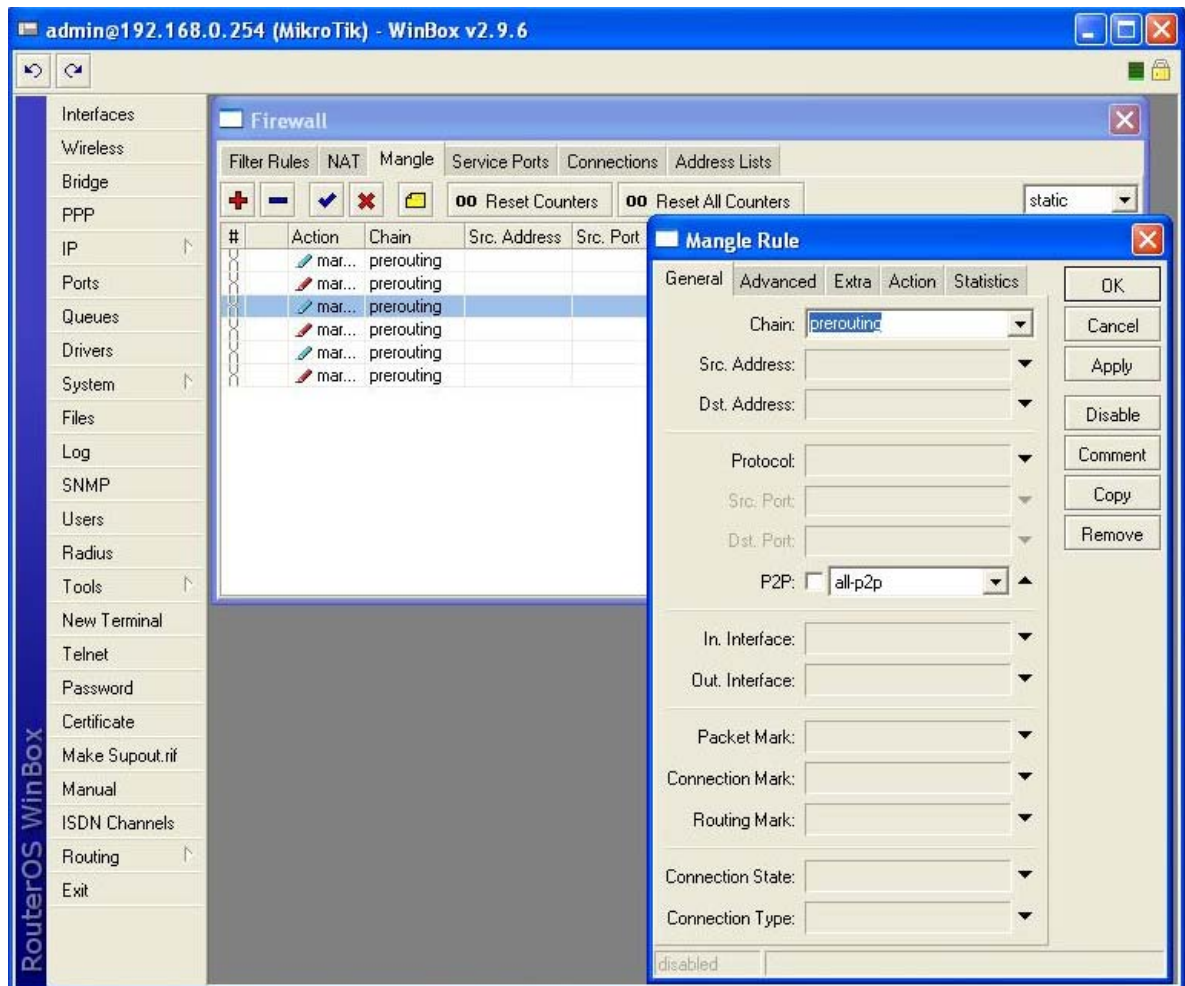 admin@192.168.0.254 (MikroTik) - WinBox v2.9.6
RouterOS WinBox
Interfaces
Wireless
Bridge
PPP
IP
Ports
Queues
Drivers
System
Files
Log
SNMP
Users
Radius
Tools
New Terminal
Telnet
Password
Certificate
Make Supout.rif
Manual
ISDN Channels
Routing
Exit
Firewall
Filter Rules NAT Mangle Service Ports Connections Address Lists
00 Reset Counters 00 Reset All Counters static
# Action Chain Src. Address Src. Port
mar... prerouting
mar... prerouting
mar... prerouting
mar... prerouting
mar... prerouting
mar... prerouting
Mangle Rule
General Advanced Extra Action Statistics
Chain: prerouting
Src. Address:
Dst. Address:
Protocol:
Src. Port:
Dst. Port:
P2P: all-p2p
In. Interface:
Out. Interface:
Packet Mark:
Connection Mark:
Routing Mark:
Connection State:
Connection Type:
OK
Cancel
Apply
Disable
Comment
Copy
Remove
disabled